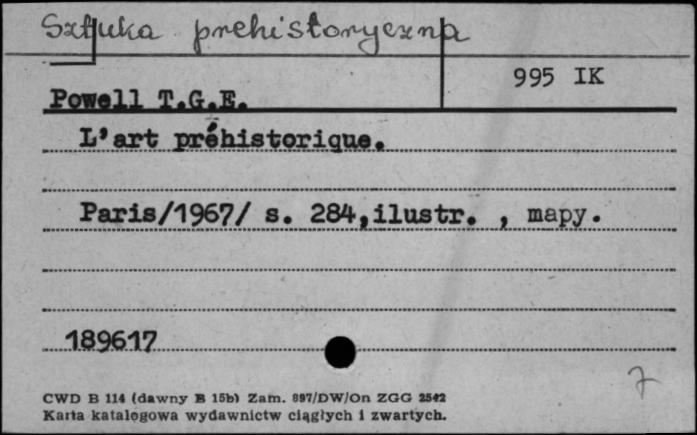 Sztuka prehistoryczna
995 IK
Powell T.G.E.
L'art préhistorique.
Paris/1967/ s. 284,ilustr. , mapy.
189617
7
CWD B 114 (dawny B 15b) Zam. 897/DW/On ZGG 2542
Karta katalogowa wydawnictw ciągłych i zwartych.